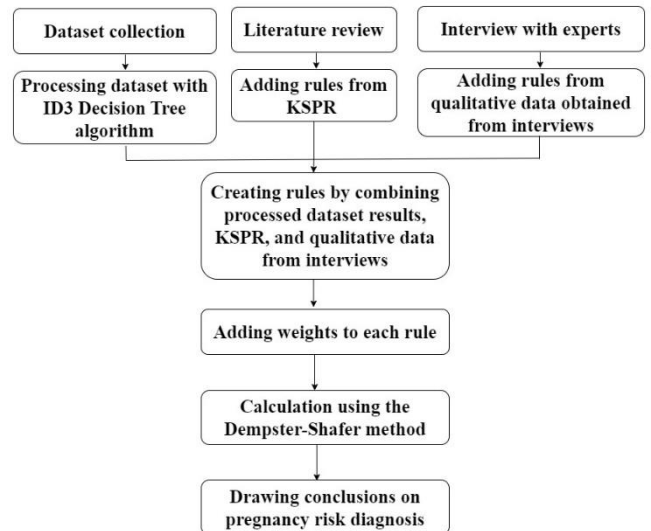 Dataset collection
Literature review
Interview with experts
Processing dataset with
ID3 Decision Tree
algorithm
Adding rules from
KSPR
Adding rules from
qualitative data obtained
from interviews
Creating rules by combining
processed dataset results,
KSPR, and qualitative data
from interviews
Adding weights to each rule
Calculation using the
Dempster-Shafer method
Drawing conclusions on
pregnancy risk diagnosis